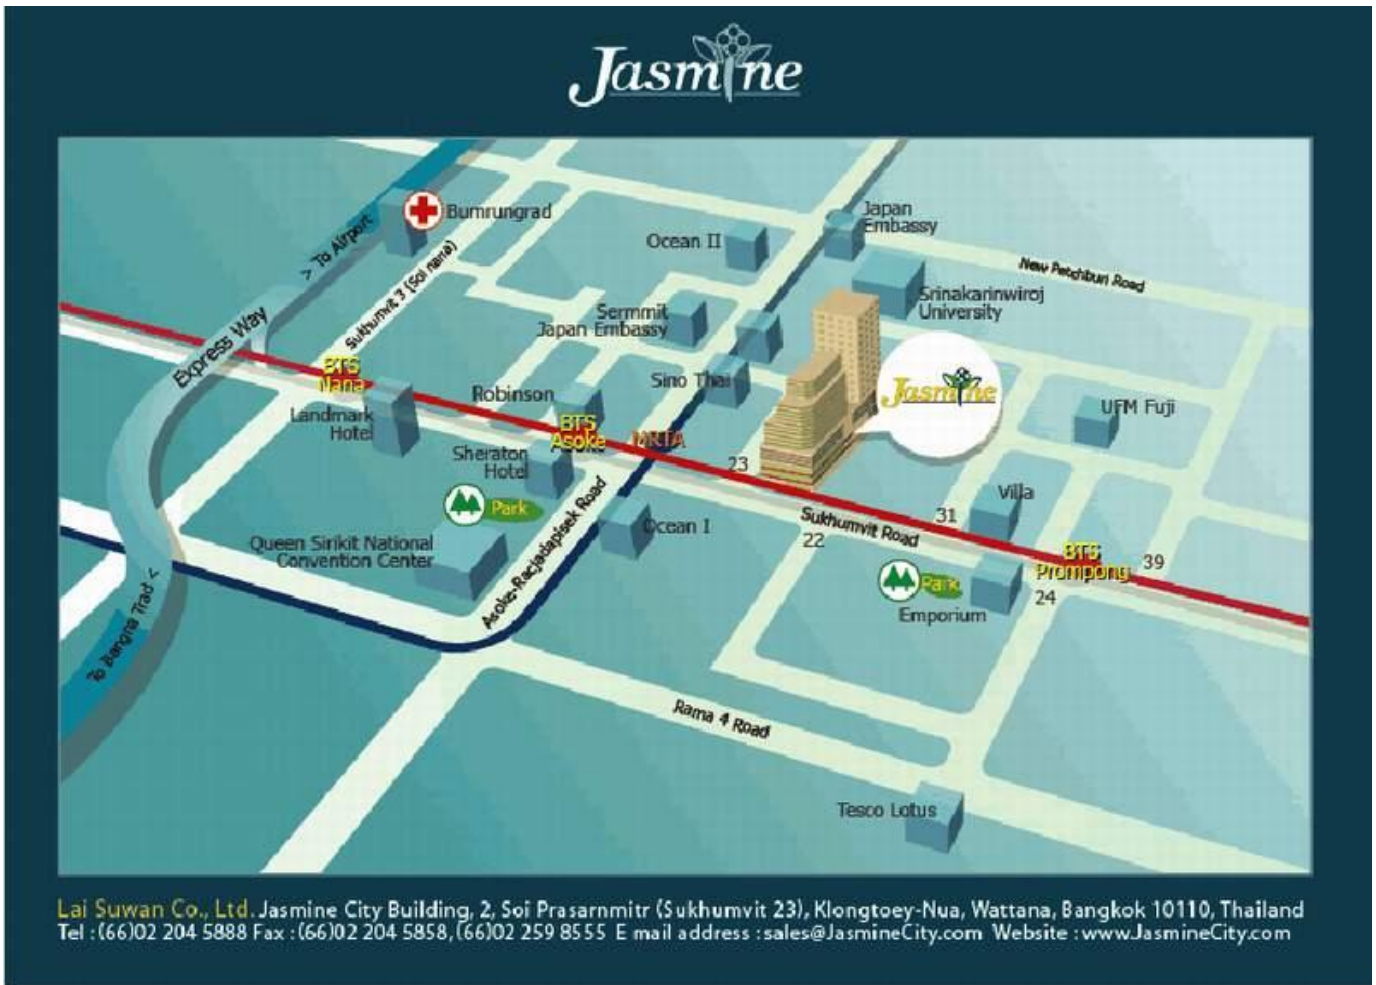 Jasmine
Bumrungrad
Japan
Embassy
> To Airport
Ocean II
Sukhumvit 3 (Soi nana)
New Petchburi Road
Srinakarinwiroj
University
Sermmit
Japan Embassy
Express Way
BTS
Nana
Sino Thai
Jasmine
Robinson
Landmark
Hotel
UFM Fuji
BTS
Asoke
Asoke
MRTA
Sheraton
Hotel
23
Villa
Park
Asoke-Racjadapisek Road
Ocean I
31
Sukhumvit Road
22
Queen Sirikit National
Convention Center
BTS
Prompong
39
Park
24
Emporium
To Bangna Trad <
Rama 4 Road
Tesco Lotus
Lai Suwan Co., Ltd. Jasmine City Building, 2, Soi Prasarnmitr (Sukhumvit 23), Klongtoey-Nua, Wattana, Bangkok 10110, Thailand
Tel : (66)02 204 5888 Fax : (66)02 204 5858, (66)02 259 8555 E mail address : sales@JasmineCity.com Website : www.JasmineCity.com